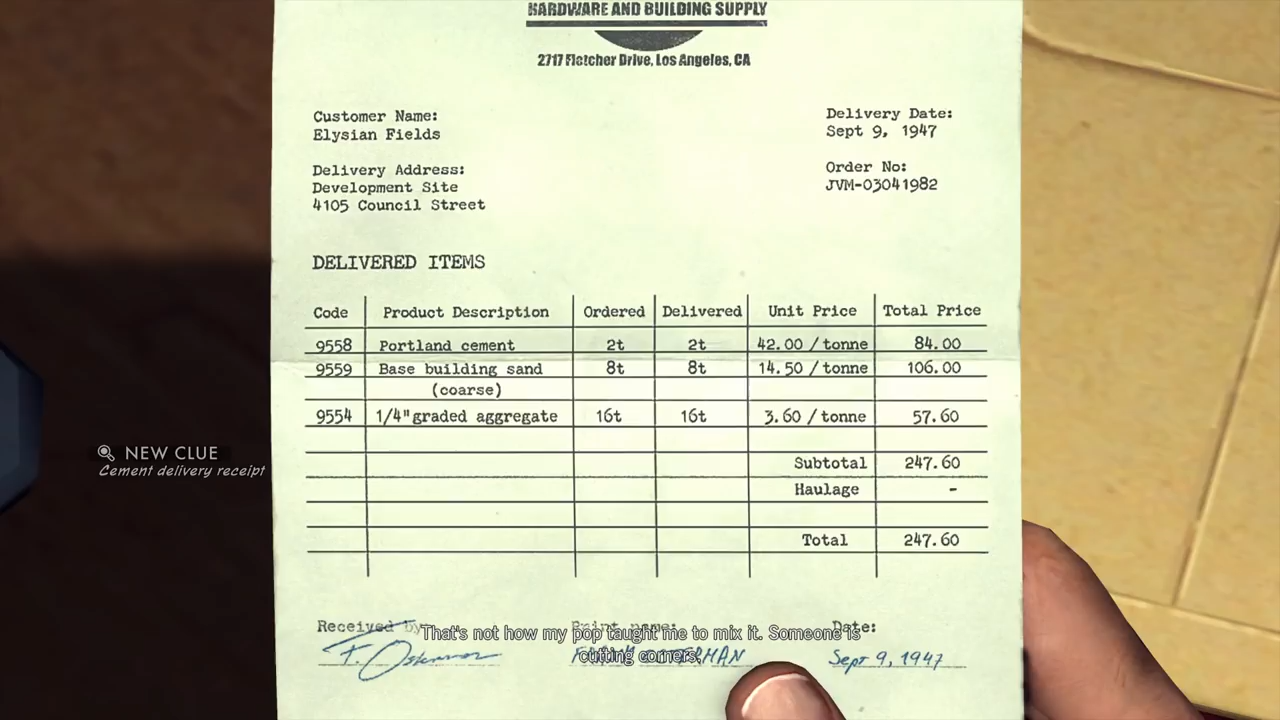 HARDWARE AND BUILDING SUPPLY
2717 Fletcher Drive, Los Angeles, CA
Customer Name:
Elysian Fields
Delivery Address:
Development Site
4105 Council Street
Delivery Date:
Sept 9, 1947
Order No:
JVM-03041982
DELIVERED ITEMS
Code Product Description Ordered Delivered Unit Price Total Price
9558 Portland cement 2t 2t 42.00 /tonne 84.00
9559 Base building sand 8t 8t 14.50 /tonne 106.00
(coarse)
9554 1/4" graded aggregate 16t 16t 3.60 /tonne 57.60
Subtotal 247.60
Haulage -
Total 247.60
NEW CLUE
Cement delivery receipt
Received by Print name: Date:
Sept 9, 1947
That's not how my pop taught me to mix it. Someone is
cutting corners.